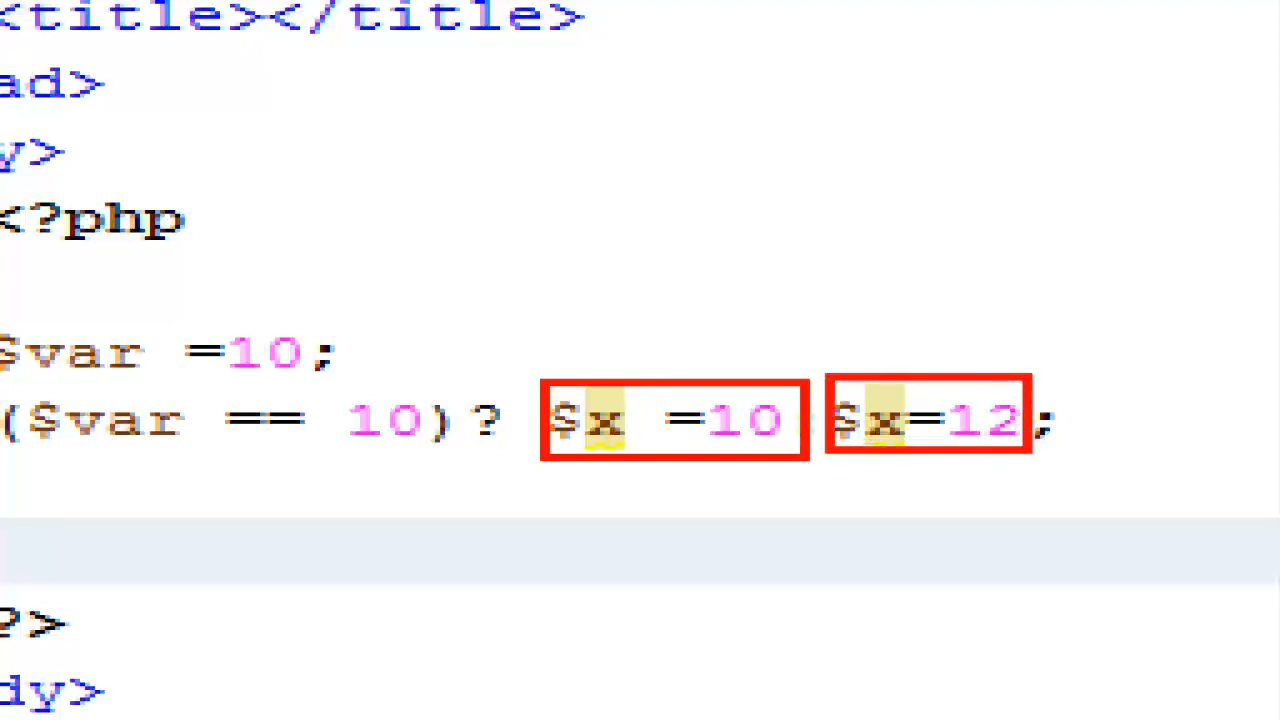 <title></title>
ad>
y>
<?php
$var =10;
($var == 10)? $x =10 $x=12;
?>
dy>